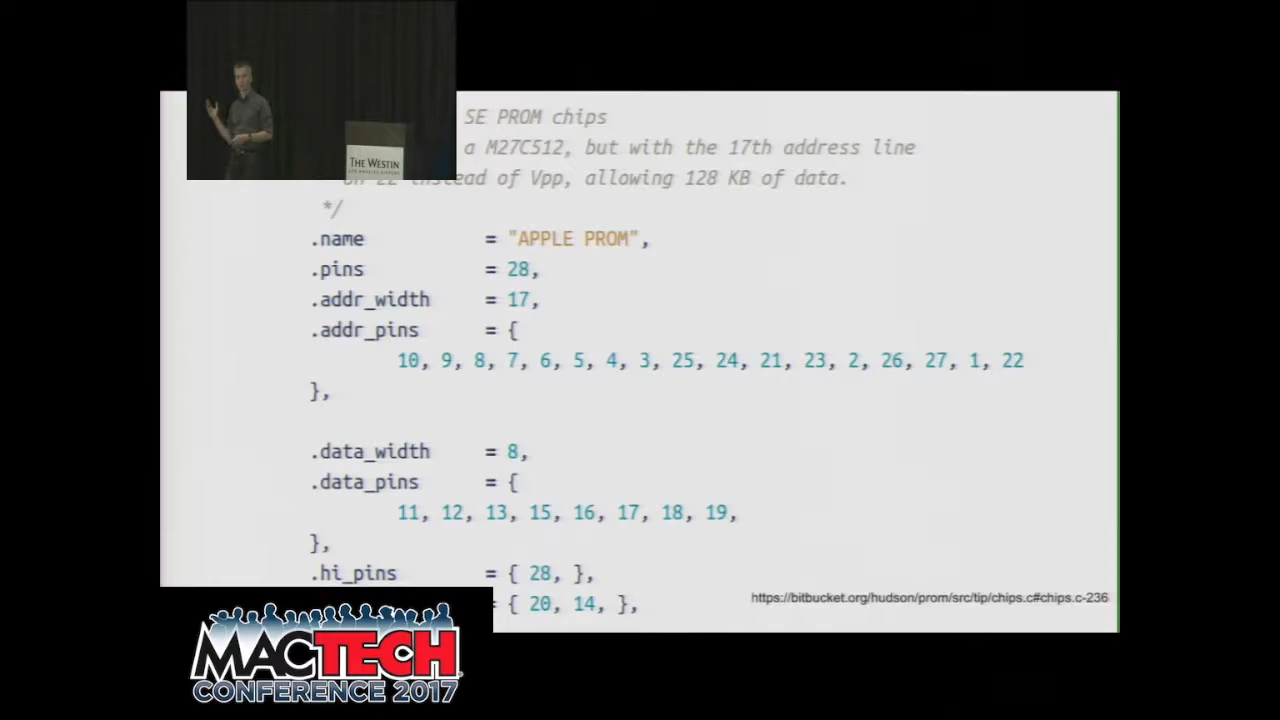 SE PROM chips
a M27C512, but with the 17th address line
instead of Vpp, allowing 128 KB of data.
*/
.name = "APPLE PROM",
.pins = 28,
.addr_width = 17,
.addr_pins = {
10, 9, 8, 7, 6, 5, 4, 3, 25, 24, 21, 23, 2, 26, 27, 1, 22
},
.data_width = 8,
.data_pins = {
11, 12, 13, 15, 16, 17, 18, 19,
},
.hi_pins = { 28, },
= { 20, 14, },
https://bitbucket.org/hudson/prom/src/tip/chips.c#chips.c-236
THE WESTIN
LOS ANGELES AIRPORT
MACTECH
CONFERENCE 2017